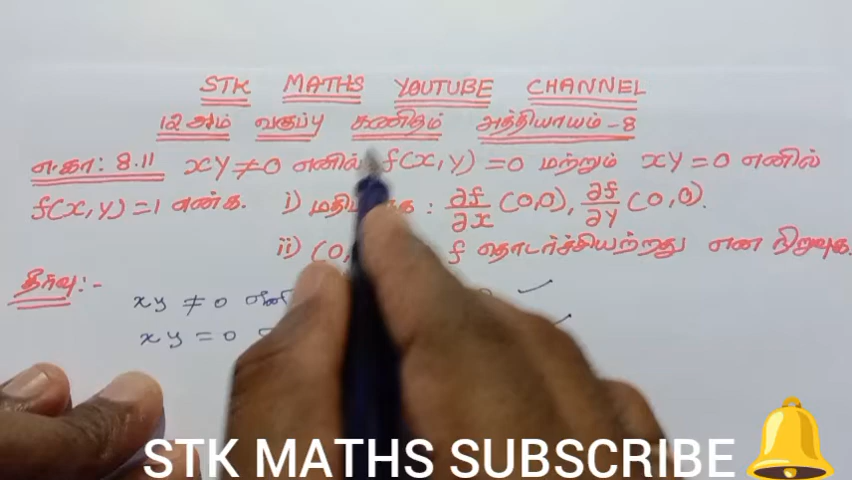 STK MATHS YOUTUBE CHANNEL
12 ஆம் வகுப்பு கணிதம் அத்தியாயம் - 8
எ.கா : 8.11 xy ≠ 0 எனில் f(x,y) = 0 மற்றும் xy = 0 எனில்
f(x,y) = 1 என்க. i) : ∂f/∂x (0,0), ∂f/∂y (0,0).
ii) (0, f தொடர்ச்சியற்றது என நிறுவுக.
தீர்வு :-
xy ≠ 0
xy = 0
STK MATHS SUBSCRIBE